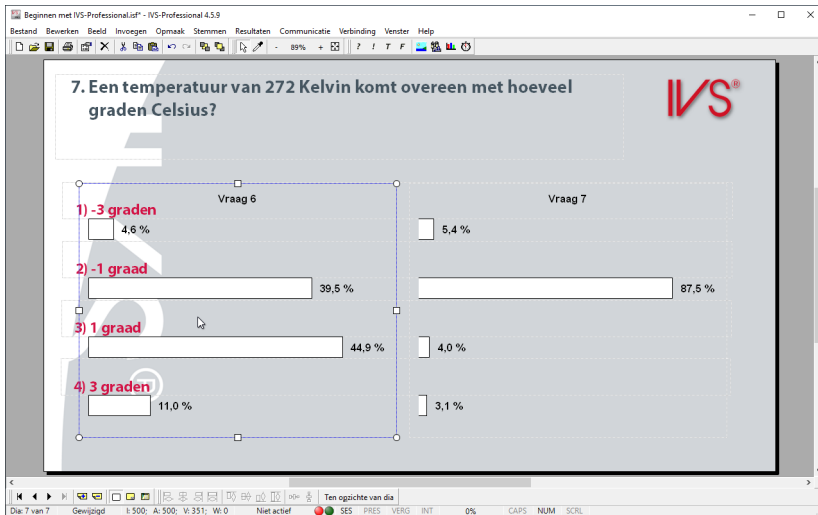 Beginnen met IVS-Professional.isf* - IVS-Professional 4.5.9
Bestand Bewerken Beeld Invoegen Opmaak Stemmen Resultaten Communicatie Verbinding Venster Help
- 89% + ? ! T F
7. Een temperatuur van 272 Kelvin komt overeen met hoeveel
graden Celsius?
IVS®
Vraag 6 Vraag 7
1) -3 graden
4,6 % 5,4 %
2) -1 graad
39,5 % 87,5 %
3) 1 graad
44,9 % 4,0 %
4) 3 graden
11,0 % 3,1 %
®
Ten opzichte van dia
Dia: 7 van 7 Gewijzigd I: 500; A: 500; V: 351; W: 0 Niet actief SES PRES VERG INT 0% CAPS NUM SCRL